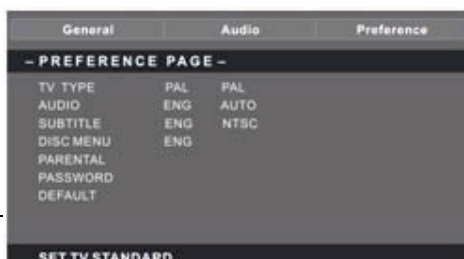 General Audio Preference
– PREFERENCE PAGE –
TV TYPE PAL PAL
AUDIO ENG AUTO
SUBTITLE ENG NTSC
DISC MENU ENG
PARENTAL
PASSWORD
DEFAULT
SET TV STANDARD